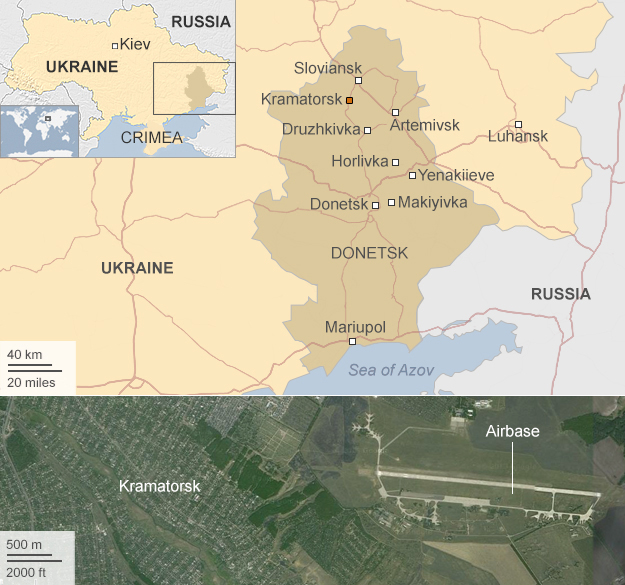 RUSSIA
Kiev
UKRAINE
CRIMEA
Sloviansk
Kramatorsk
Artemivsk
Druzhkivka
Luhansk
Horlivka
Yenakiieve
Donetsk
Makiyivka
DONETSK
UKRAINE
RUSSIA
Mariupol
Sea of Azov
40 km
20 miles
Airbase
Kramatorsk
500 m
2000 ft